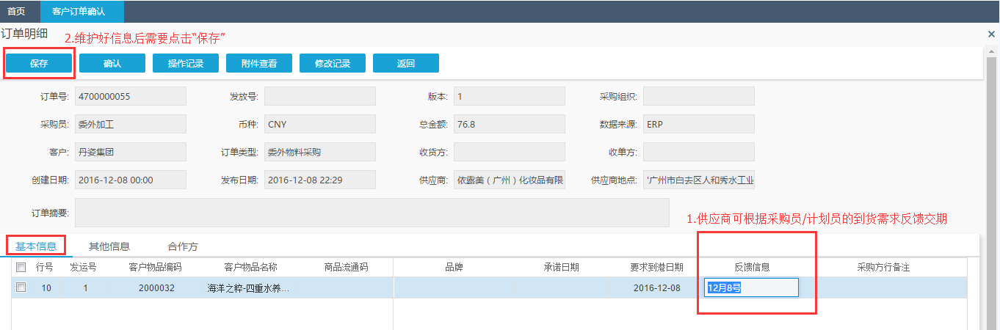 首页 客户订单确认
订单明细 2.维护好信息后需要点击“保存”
保存 确认 操作记录 附件查看 修改记录 返回
订单号: 4700000055 发放号: 版本: 1 采购组织:
采购员: 委外加工 币种: CNY 总金额: 76.8 数据来源: ERP
客户: 丹姿集团 订单类型: 委外物料采购 收货方: 收单方:
创建日期: 2016-12-08 00:00 发布日期: 2016-12-08 22:29 供应商: 依露美（广州）化妆品有限 供应商地点: '广州市白去区人和秀水工业
订单摘要:
1.供应商可根据采购员/计划员的到货需求反馈交期
基本信息 其他信息 合作方
行号 发运号 客户物品编码 客户物品名称 商品流通码 品牌 承诺日期 要求到港日期 反馈信息 采购方行备注
10 1 2000032 海洋之粹-四重水养... 2016-12-08 12月8号